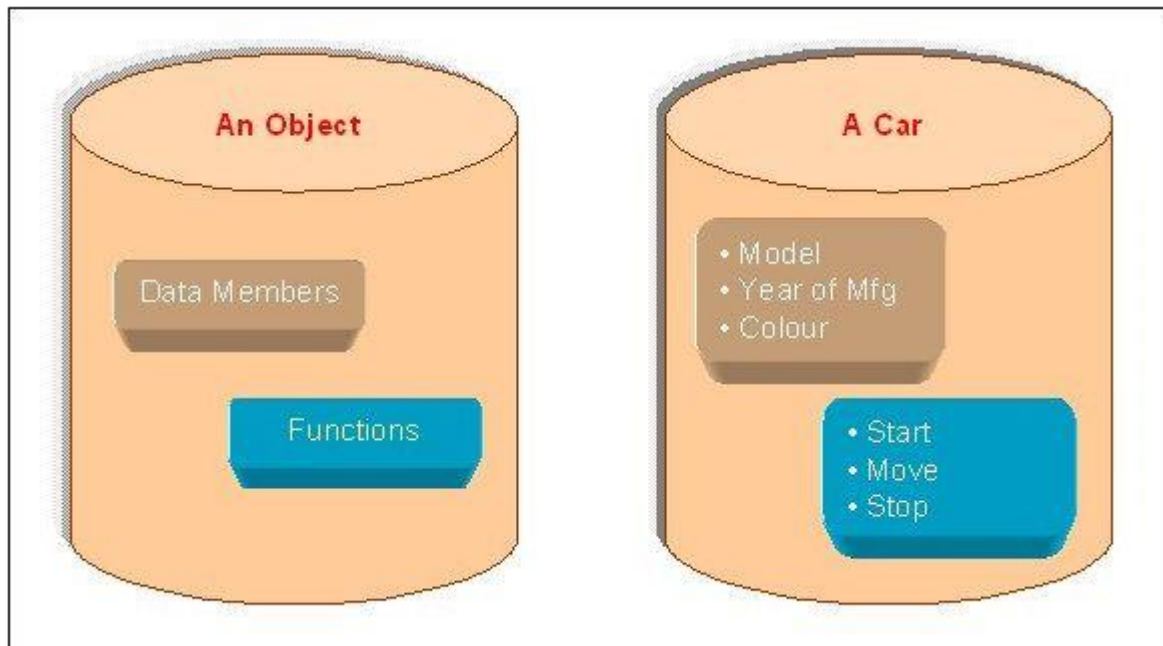 An Object
Data Members
Functions
A Car
• Model
• Year of Mfg
• Colour
• Start
• Move
• Stop